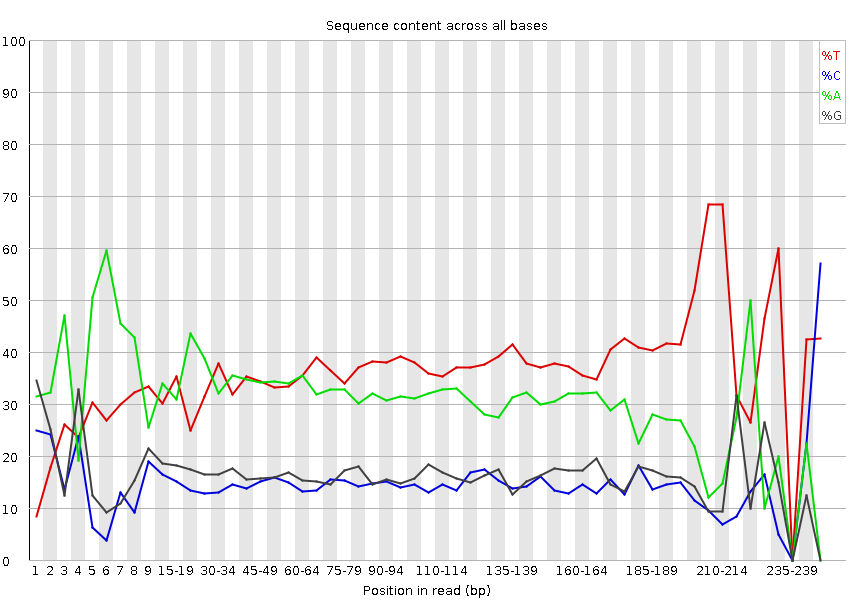 Sequence content across all bases
100
90
80
70
60
50
40
30
20
10
0
%T
%C
%A
%G
1 2 3 4 5 6 7 8 9 15-19 30-34 45-49 60-64 75-79 90-94 110-114 135-139 160-164 185-189 210-214 235-239
Position in read (bp)